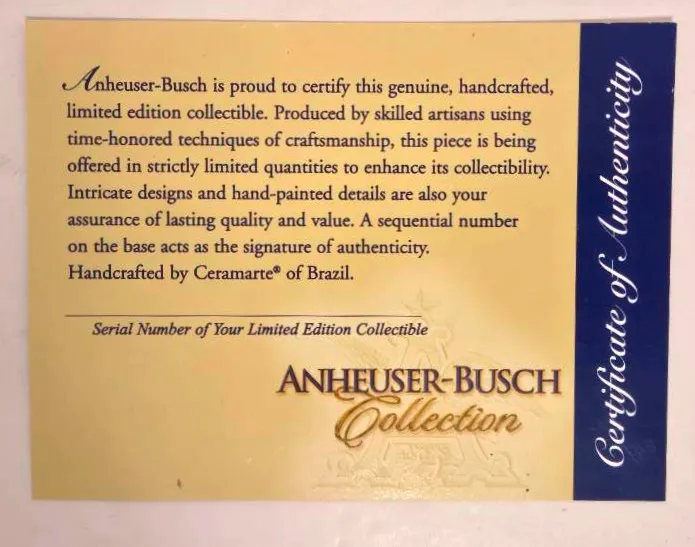 Anheuser-Busch is proud to certify this genuine, handcrafted,
limited edition collectible. Produced by skilled artisans using
time-honored techniques of craftsmanship, this piece is being
offered in strictly limited quantities to enhance its collectibility.
Intricate designs and hand-painted details are also your
assurance of lasting quality and value. A sequential number
on the base acts as the signature of authenticity.
Handcrafted by Ceramarte® of Brazil.
Serial Number of Your Limited Edition Collectible
ANHEUSER-BUSCH
Collection
Certificate of Authenticity